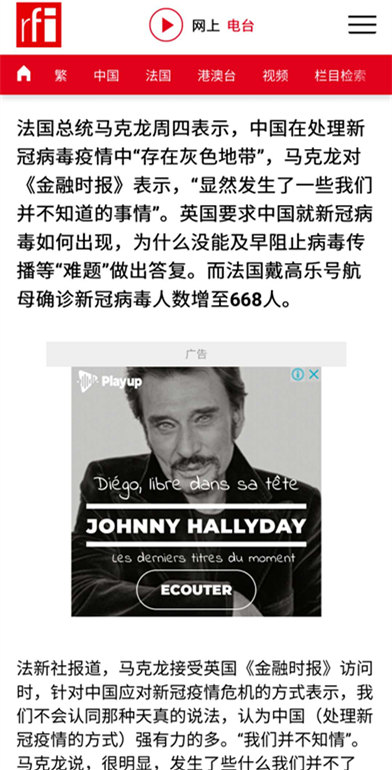 rfi
网上 电台
繁 中国 法国 港澳台 视频 栏目检索
法国总统马克龙周四表示，中国在处理新
冠病毒疫情中“存在灰色地带”，马克龙对
《金融时报》表示，“显然发生了一些我们
并不知道的事情”。英国要求中国就新冠病
毒如何出现，为什么没能及早阻止病毒传
播等“难题”做出答复。而法国戴高乐号航
母确诊新冠病毒人数增至668人。
广告
Playup
Diégo, libre dans sa tête
JOHNNY HALLYDAY
Les derniers titres du moment
ECOUTER
法新社报道，马克龙接受英国《金融时报》访问
时，针对中国应对新冠疫情危机的方式表示，我
们不会认同那种天真的说法，认为中国（处理新
冠疫情的方式）强有力的多。“我们并不知情”。
马克龙说，很明显，发生了些什么我们并不了